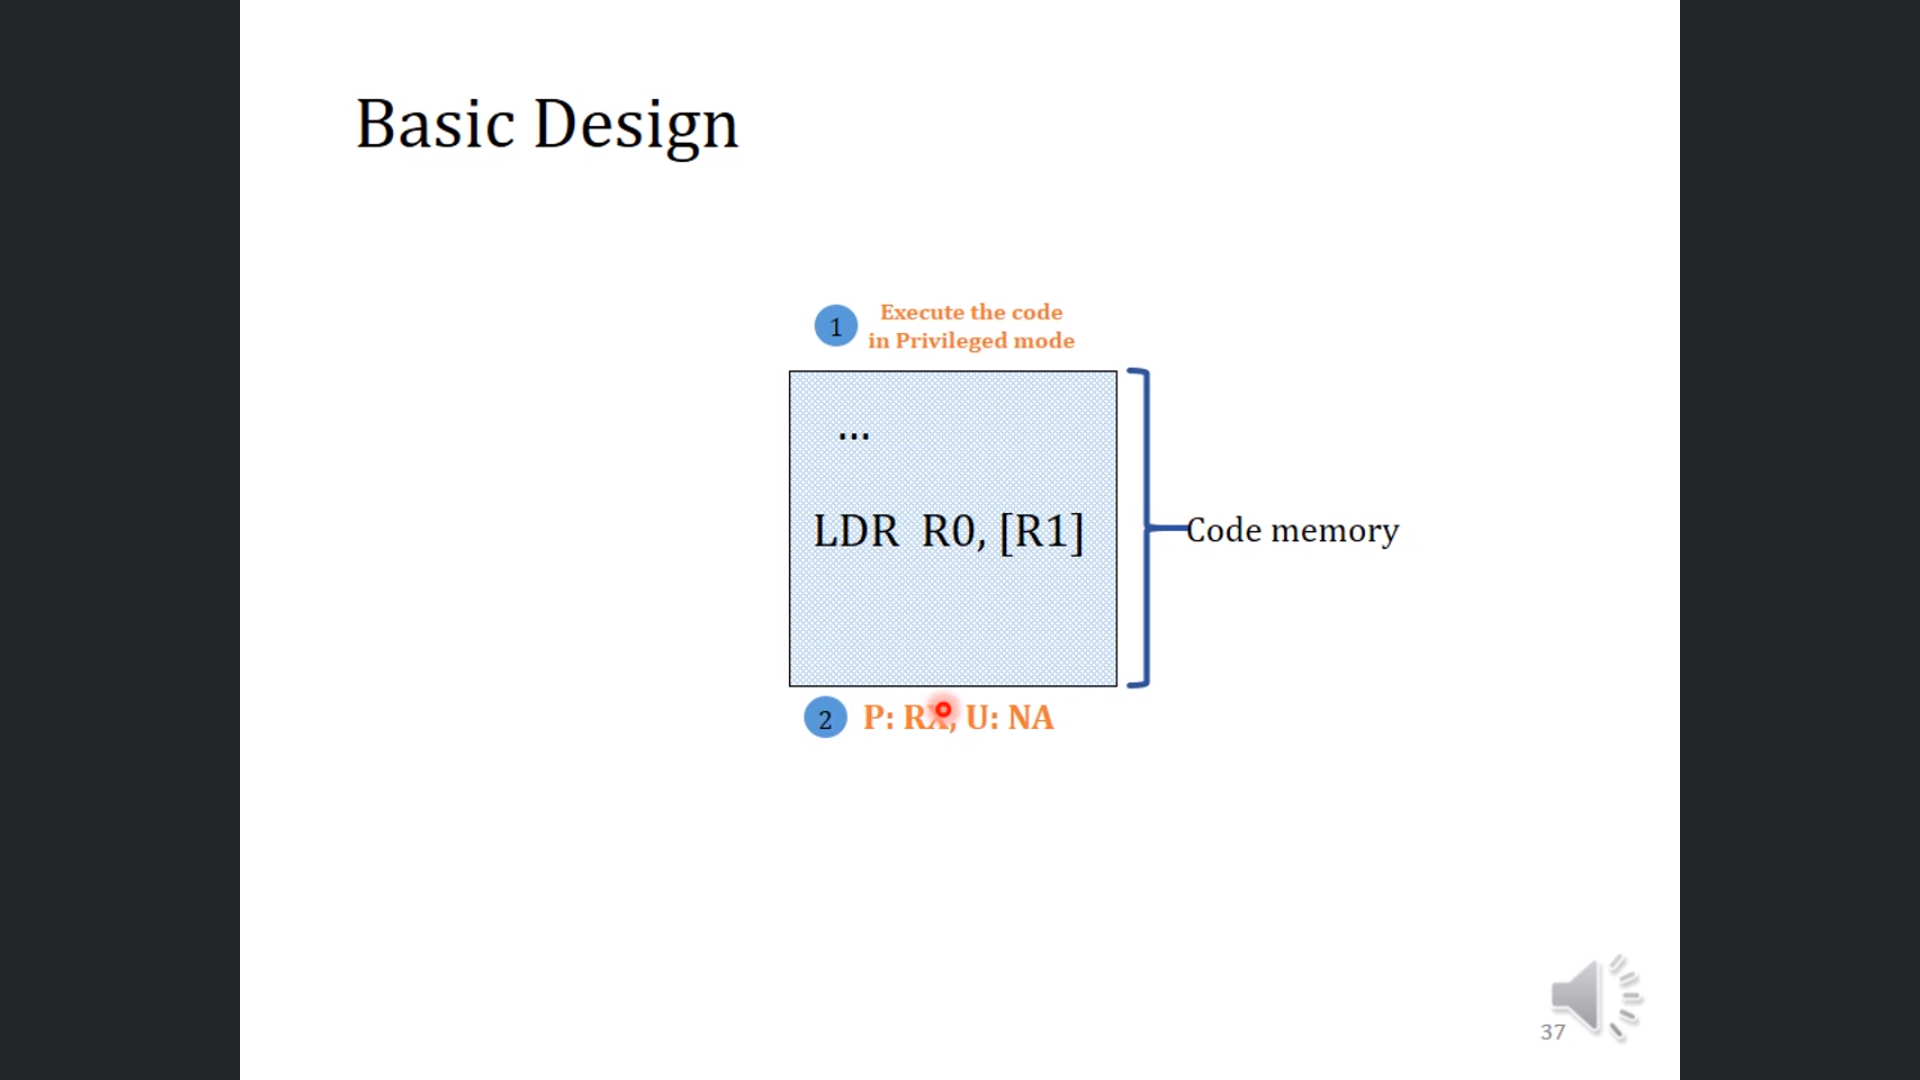 Basic Design
1
Execute the code
in Privileged mode
...
LDR R0, [R1]
Code memory
2
P: RX, U: NA
37